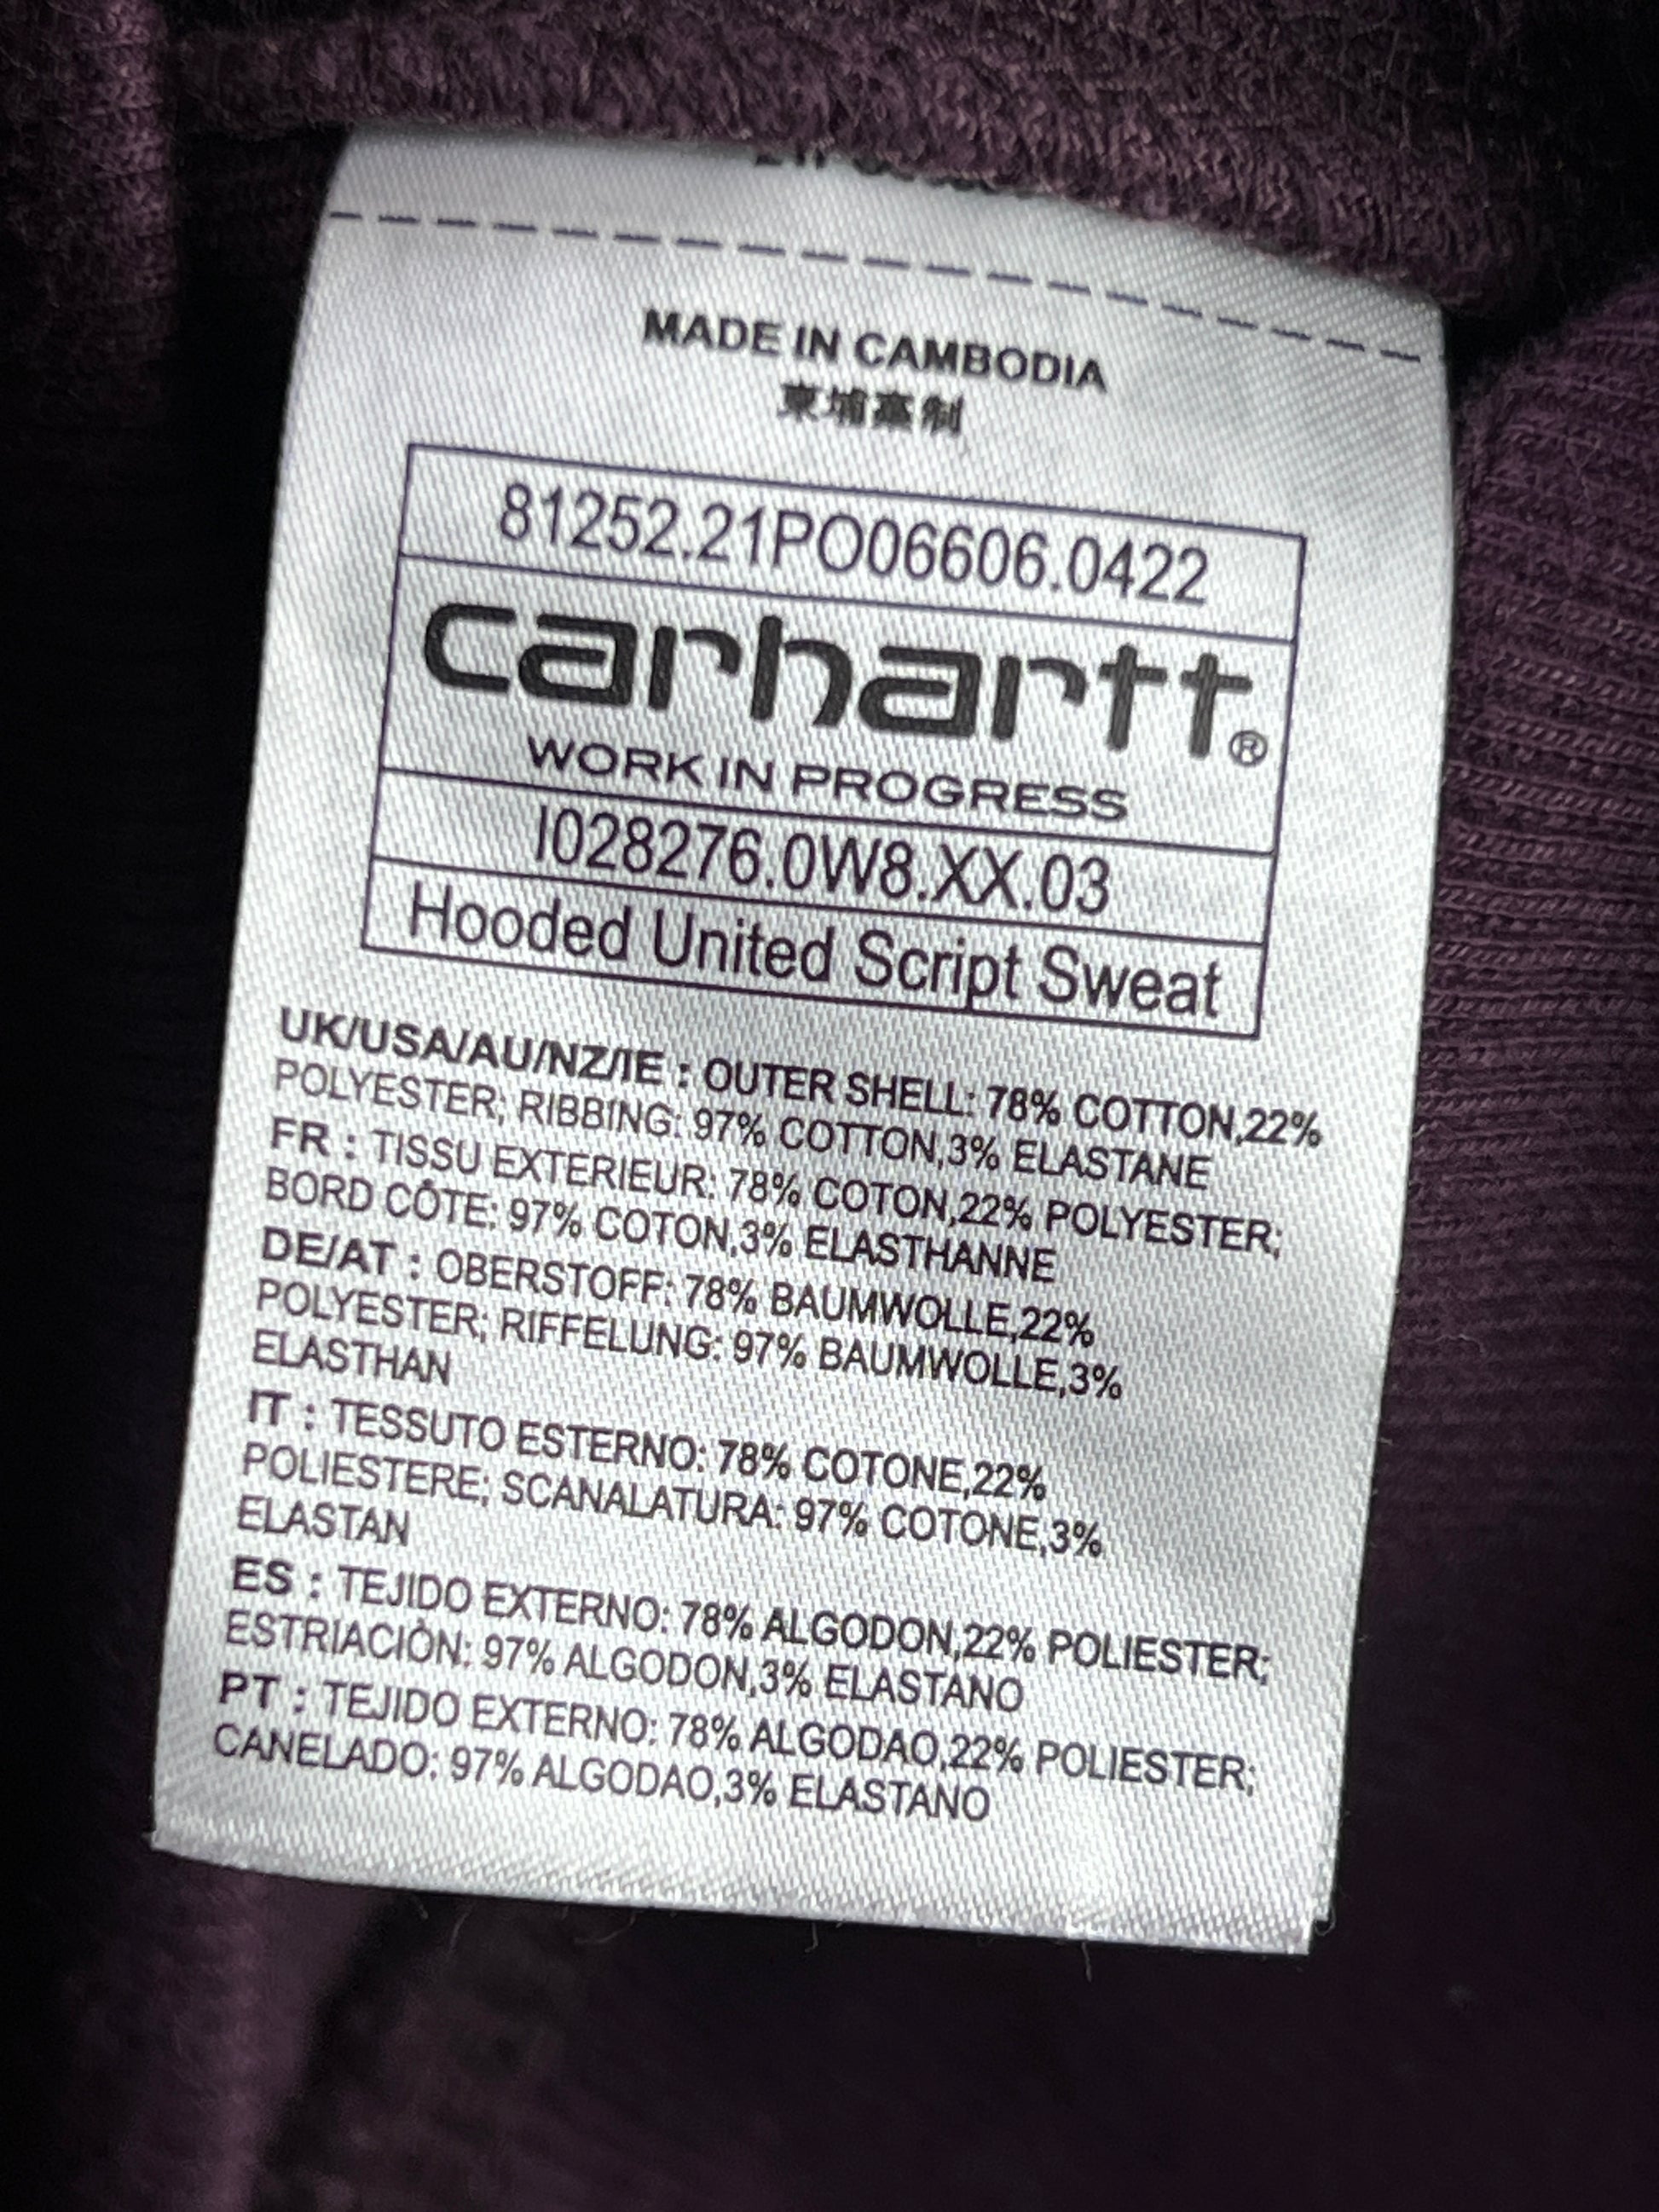 MADE IN CAMBODIA
柬埔寨制
81252.21PO06606.0422
carhartt®
WORK IN PROGRESS
I028276.0W8.XX.03
Hooded United Script Sweat
UK/USA/AU/NZ/IE : OUTER SHELL: 78% COTTON,22%
POLYESTER; RIBBING: 97% COTTON,3% ELASTANE
FR : TISSU EXTERIEUR: 78% COTON,22% POLYESTER;
BORD CÔTE: 97% COTON,3% ELASTHANNE
DE/AT : OBERSTOFF: 78% BAUMWOLLE,22%
POLYESTER; RIFFELUNG: 97% BAUMWOLLE,3%
ELASTHAN
IT : TESSUTO ESTERNO: 78% COTONE,22%
POLIESTERE; SCANALATURA: 97% COTONE,3%
ELASTAN
ES : TEJIDO EXTERNO: 78% ALGODON,22% POLIESTER;
ESTRIACIÒN: 97% ALGODON,3% ELASTANO
PT : TEJIDO EXTERNO: 78% ALGODAO,22% POLIESTER;
CANELADO: 97% ALGODAO,3% ELASTANO